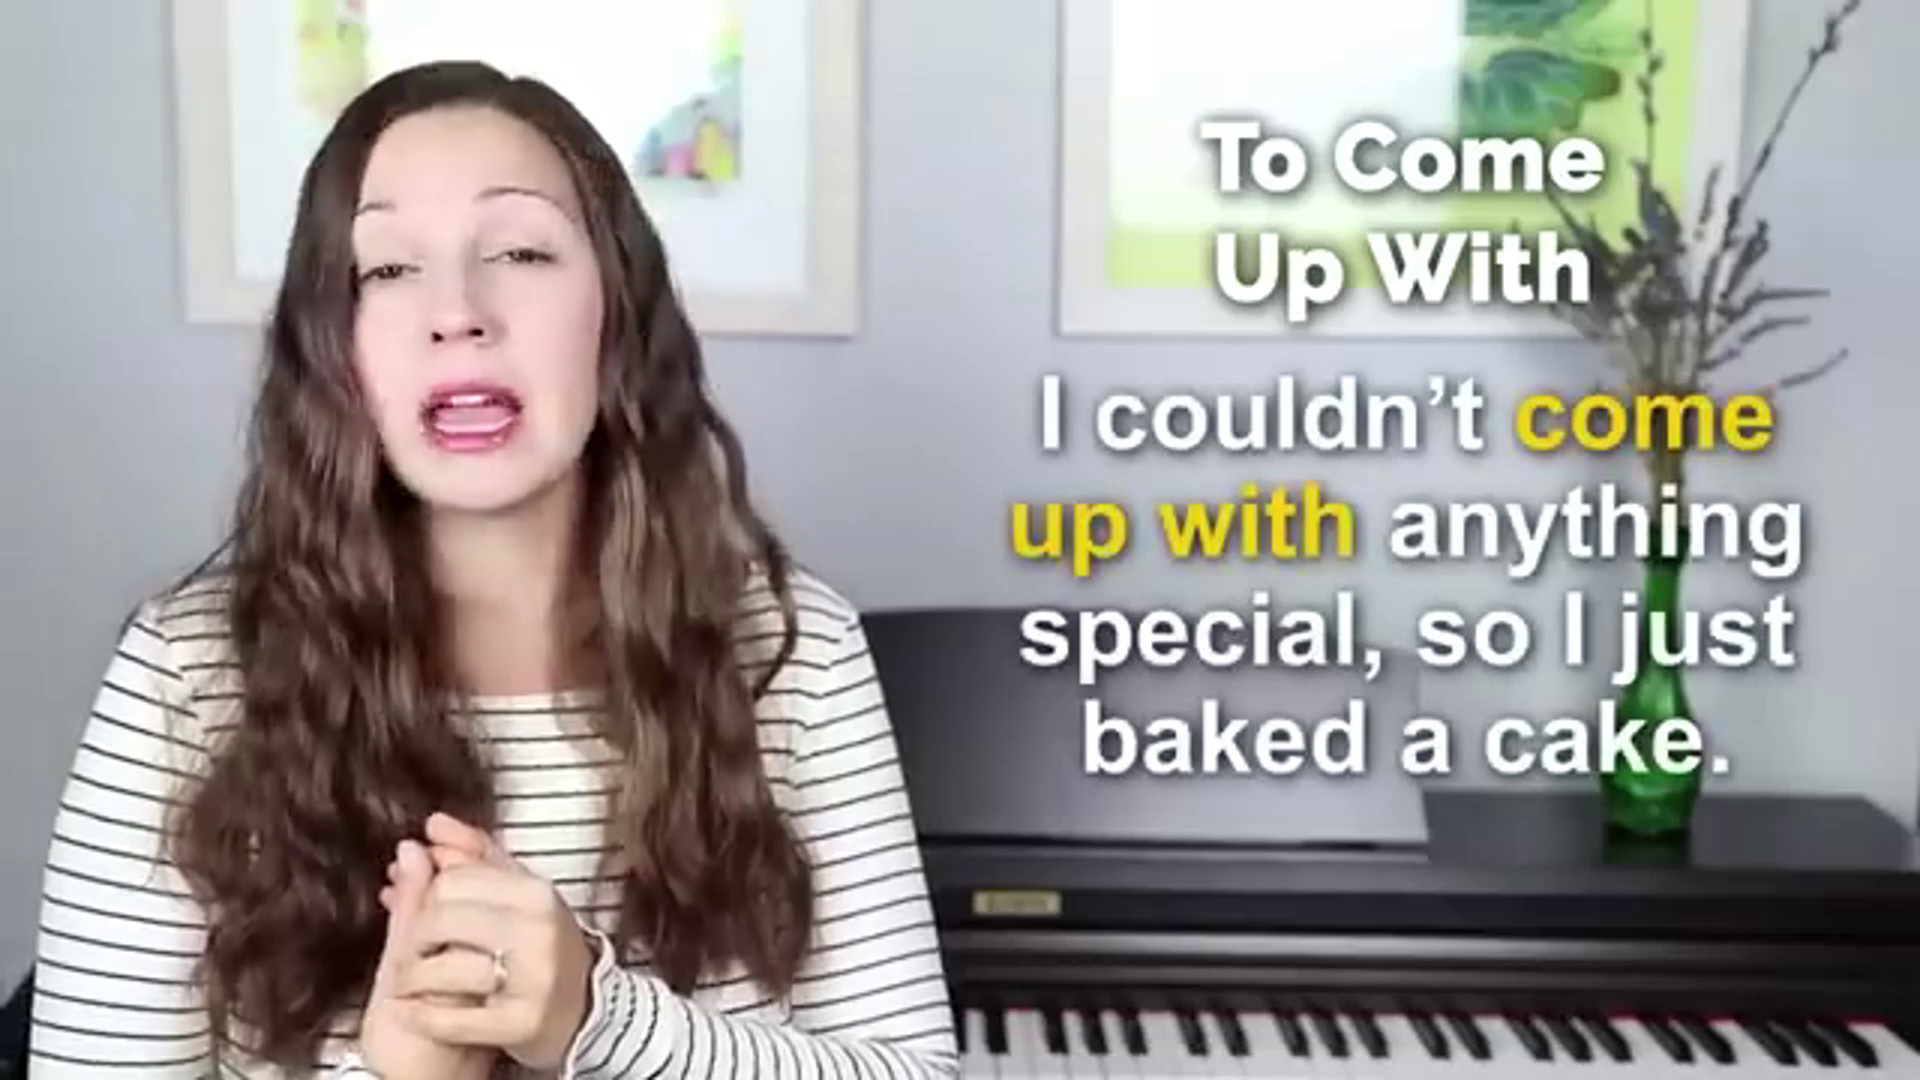 To Come
Up With
I couldn't come
up with anything
special, so I just
baked a cake.